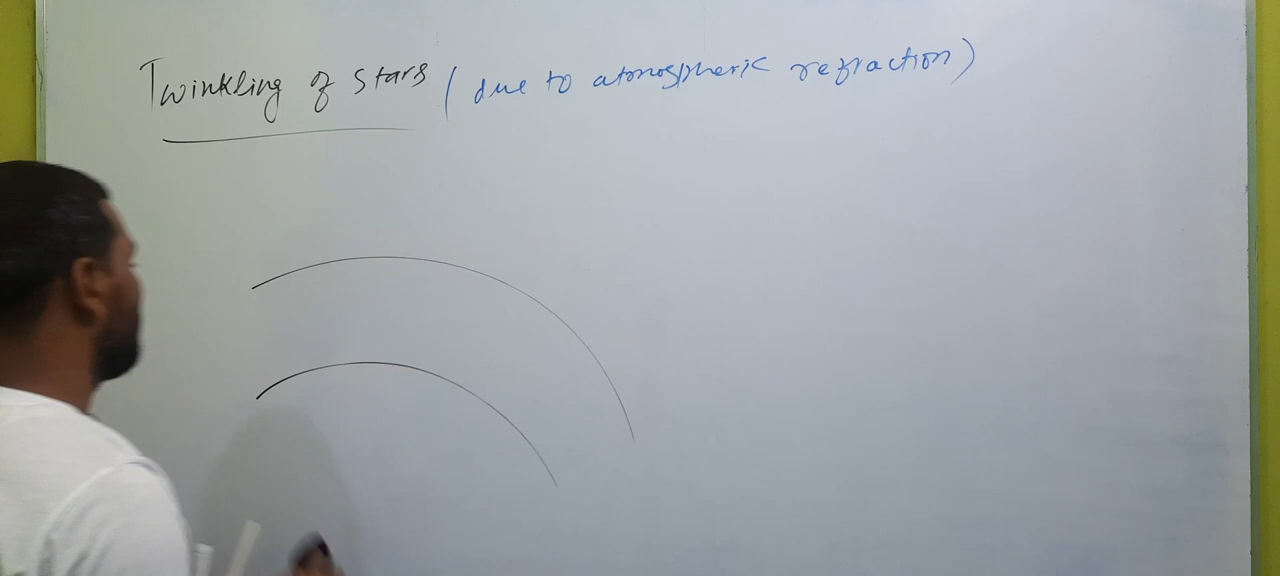 Twinkling of stars (due to atmospheric refraction)